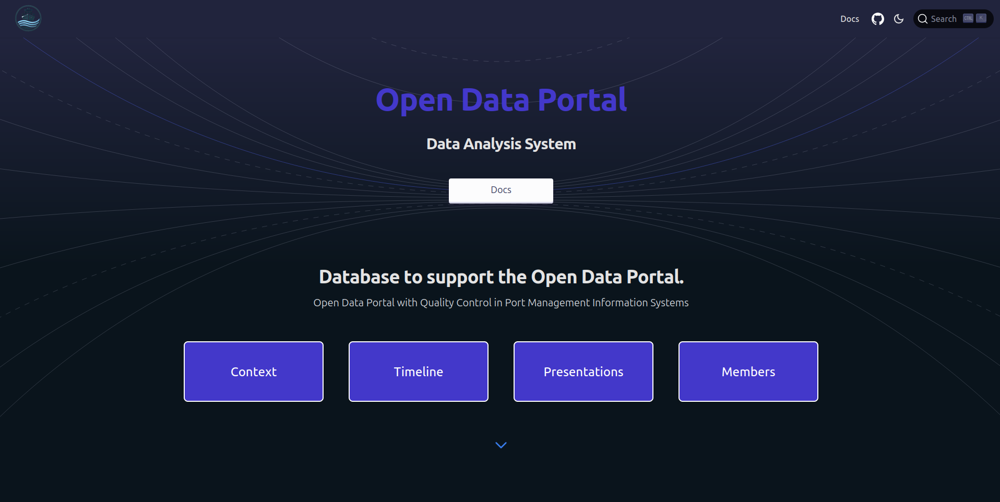 Docs
Search CTRL K
Open Data Portal
Data Analysis System
Docs
Database to support the Open Data Portal.
Open Data Portal with Quality Control in Port Management Information Systems
Context
Timeline
Presentations
Members